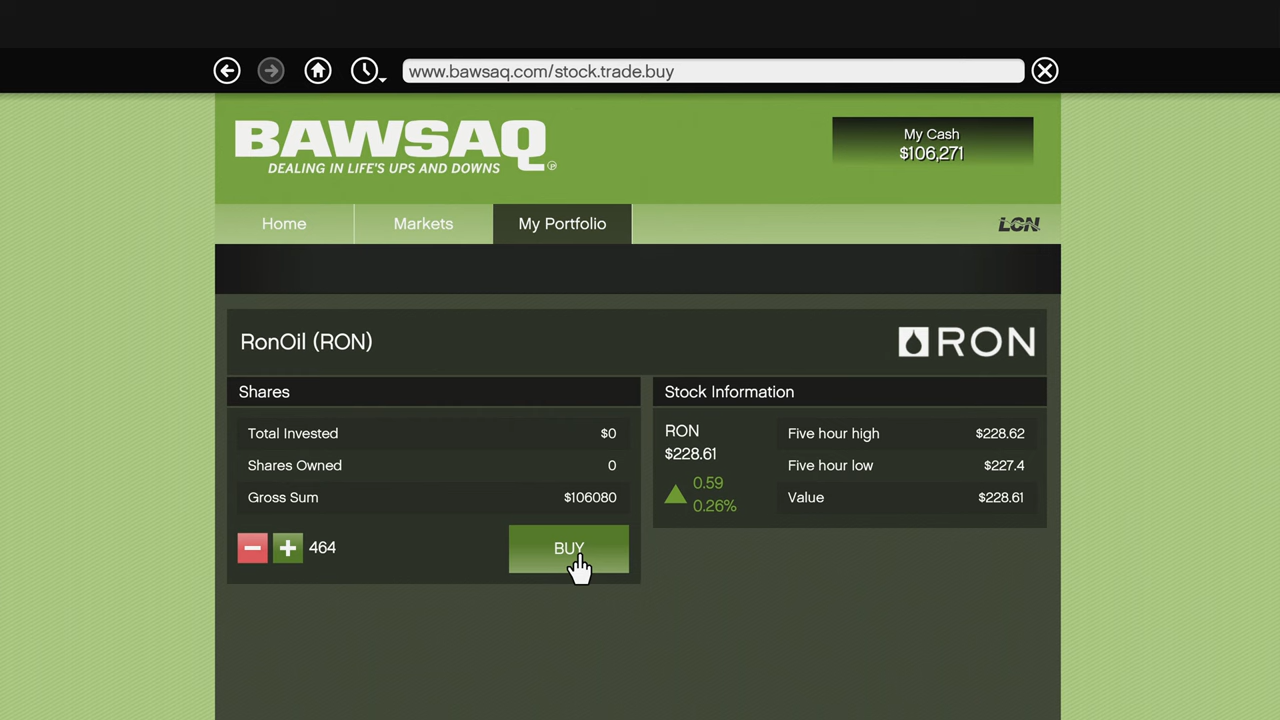 www.bawsaq.com/stock.trade.buy
BAWSAQ
DEALING IN LIFE'S UPS AND DOWNS
My Cash
$106,271
Home
Markets
My Portfolio
LCN
RonOil (RON)
RON
Shares
Total Invested $0
Shares Owned 0
Gross Sum $106080
464
BUY
Stock Information
RON
$228.61
0.59
0.26%
Five hour high $228.62
Five hour low $227.4
Value $228.61